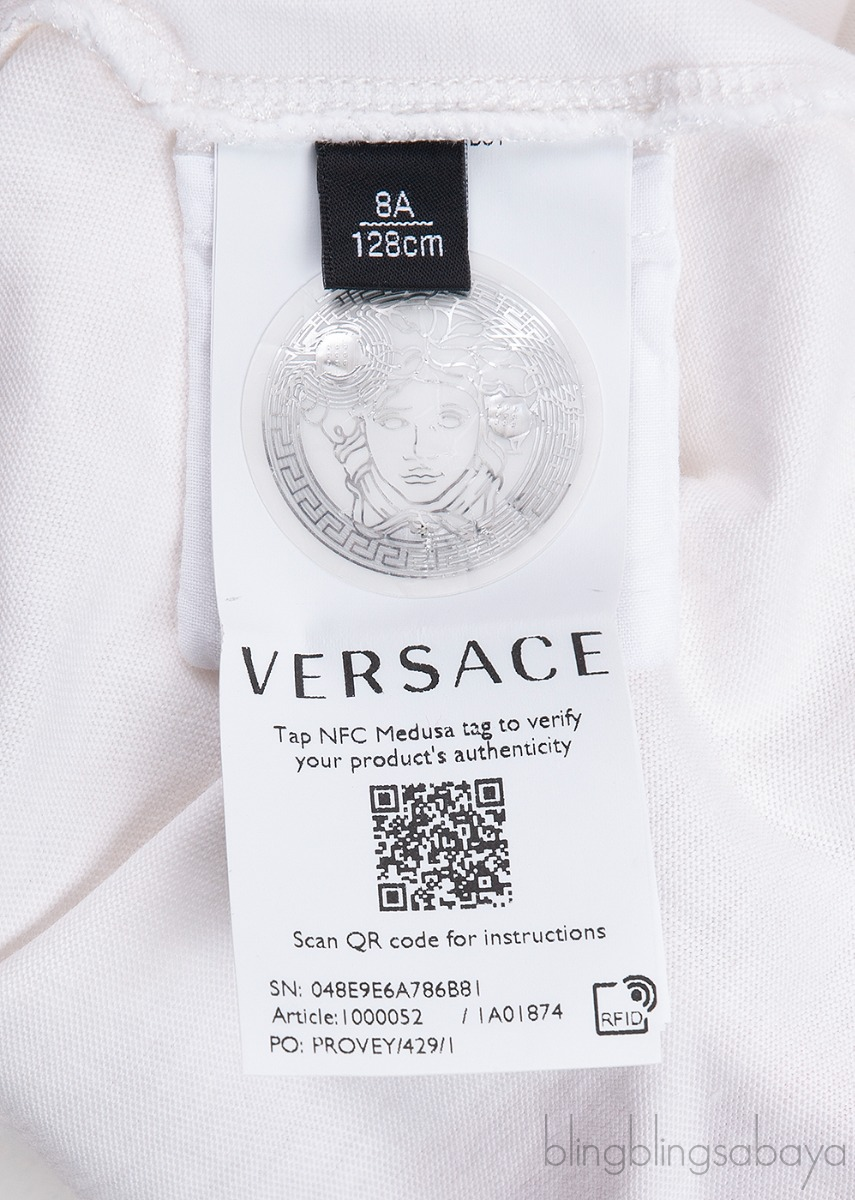 8A
128cm
VERSACE
Tap NFC Medusa tag to verify
your product's authenticity
Scan QR code for instructions
SN: 048E9E6A786B81
Article:1000052 / 1A01874
PO: PROVEY/429/1
RFID
blingblingsabaya